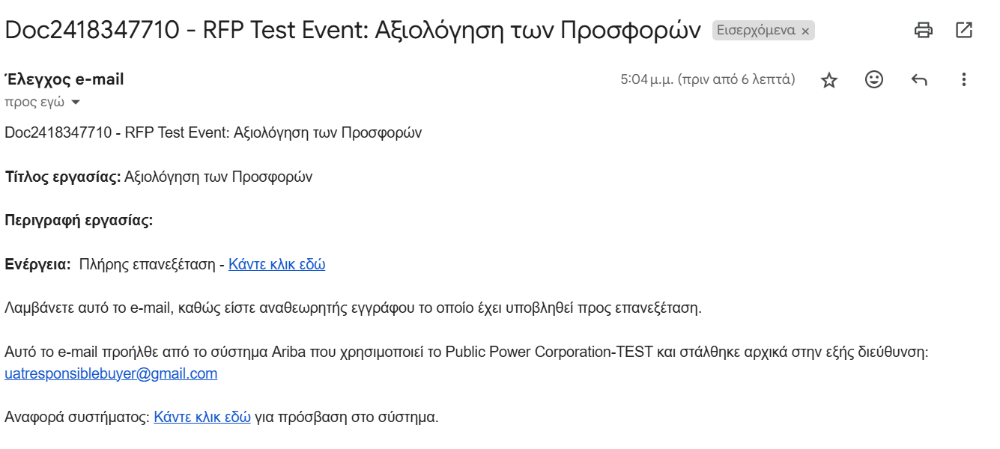 Doc2418347710 - RFP Test Event: Αξιολόγηση των Προσφορών Εισερχόμενα ×
Έλεγχος e-mail 5:04 μ.μ. (πριν από 6 λεπτά)
προς εγώ
Doc2418347710 - RFP Test Event: Αξιολόγηση των Προσφορών
Τίτλος εργασίας: Αξιολόγηση των Προσφορών
Περιγραφή εργασίας:
Ενέργεια: Πλήρης επανεξέταση - Κάντε κλικ εδώ
Λαμβάνετε αυτό το e-mail, καθώς είστε αναθεωρητής εγγράφου το οποίο έχει υποβληθεί προς επανεξέταση.
Αυτό το e-mail προήλθε από το σύστημα Ariba που χρησιμοποιεί το Public Power Corporation-TEST και στάλθηκε αρχικά στην εξής διεύθυνση:
uatresponsiblebuyer@gmail.com
Αναφορά συστήματος: Κάντε κλικ εδώ για πρόσβαση στο σύστημα.